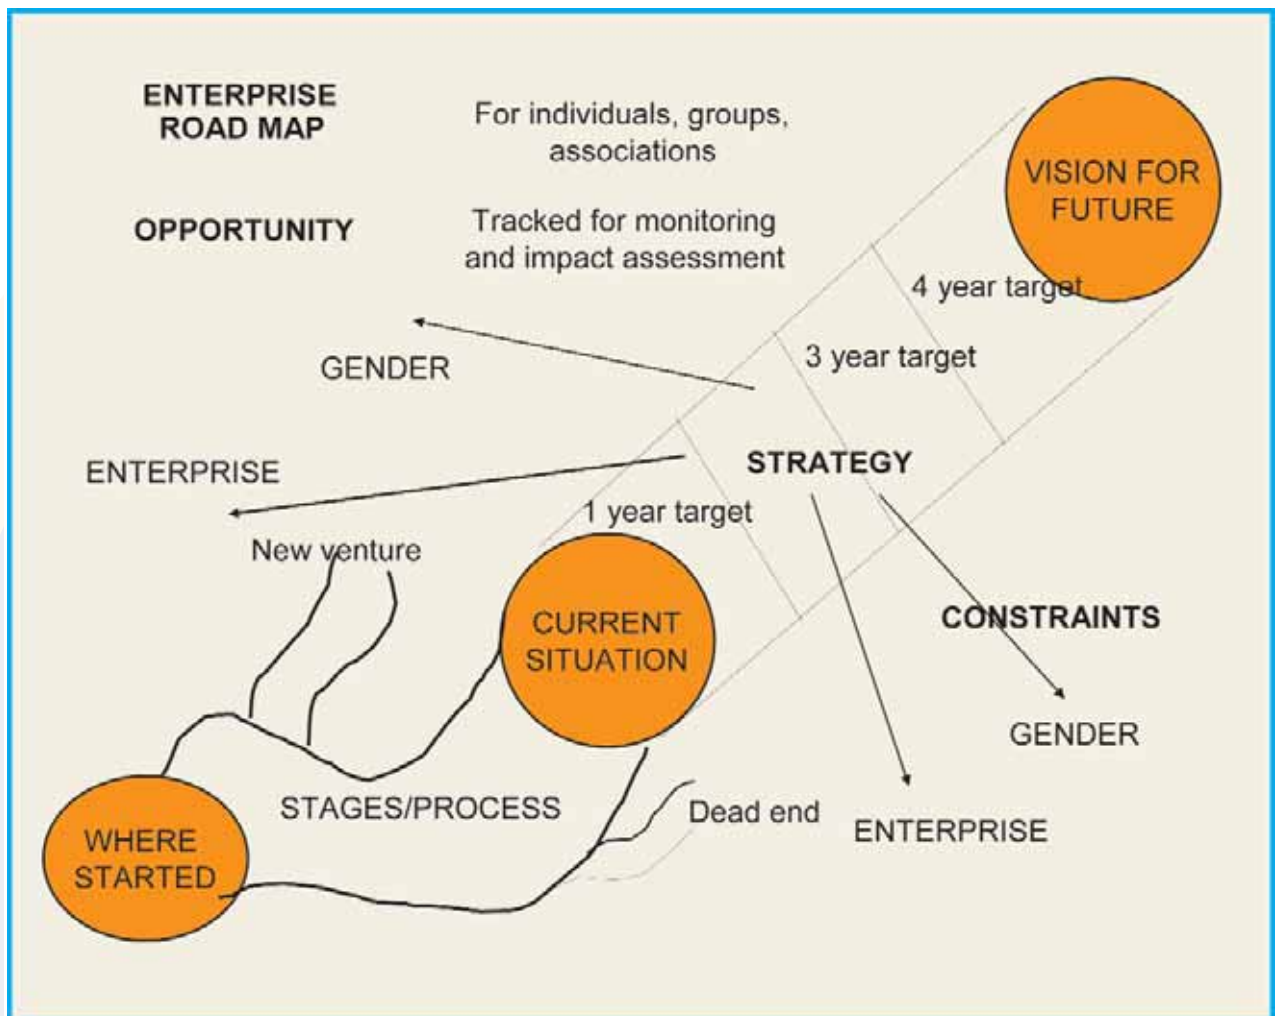 ENTERPRISE
ROAD MAP
For individuals, groups,
associations
VISION FOR
FUTURE
OPPORTUNITY
Tracked for monitoring
and impact assessment
4 year target
3 year target
GENDER
ENTERPRISE
STRATEGY
1 year target
New venture
CURRENT
SITUATION
CONSTRAINTS
GENDER
STAGES/PROCESS
Dead end
ENTERPRISE
WHERE
STARTED